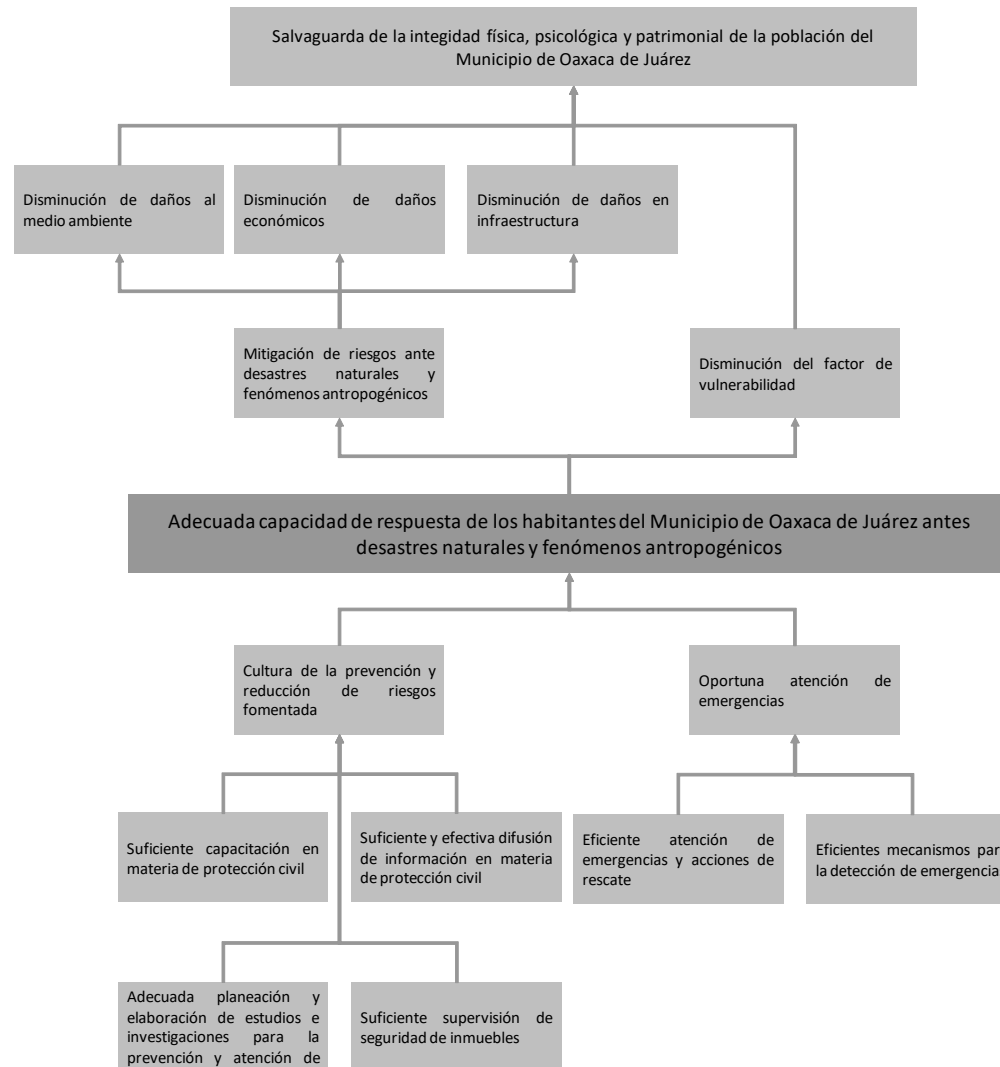 Salvaguarda de la integidad física, psicológica y patrimonial de la población del
Municipio de Oaxaca de Juárez
Disminución de daños al
medio ambiente
Disminución de daños
económicos
Disminución de daños en
infraestructura
Mitigación de riesgos ante
desastres naturales y
fenómenos antropogénicos
Disminución del factor de
vulnerabilidad
Adecuada capacidad de respuesta de los habitantes del Municipio de Oaxaca de Juárez antes
desastres naturales y fenómenos antropogénicos
Cultura de la prevención y
reducción de riesgos
fomentada
Oportuna atención de
emergencias
Suficiente capacitación en
materia de protección civil
Suficiente y efectiva difusión
de información en materia
de protección civil
Eficiente atención de
emergencias y acciones de
rescate
Eficientes mecanismos par
la detección de emergencia
Adecuada planeación y
elaboración de estudios e
investigaciones para la
prevención y atención de
Suficiente supervisión de
seguridad de inmuebles